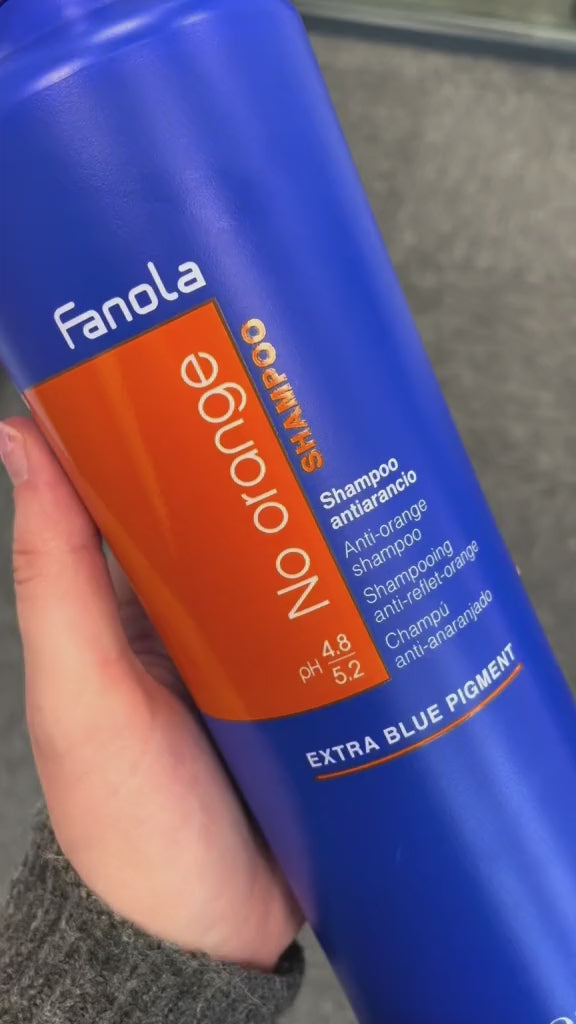 Fanola
No orange
SHAMPOO
pH 4.8
5.2
Shampoo
antiarancio
Anti-orange
shampoo
Shampooing
anti-reflet-orange
Champú
anti-anaranjado
EXTRA BLUE PIGMENT